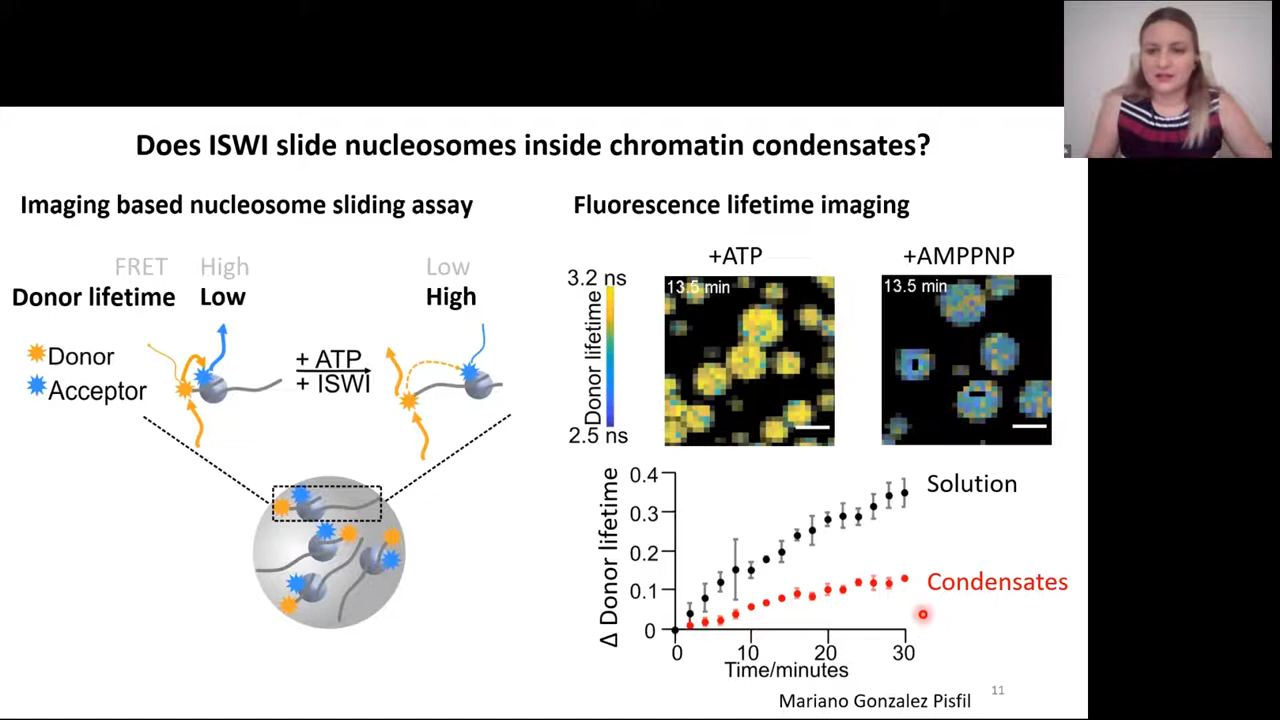 Does ISWI slide nucleosomes inside chromatin condensates?
Imaging based nucleosome sliding assay
FRET High Low
Donor lifetime Low High
Donor
Acceptor
+ ATP
+ ISWI
Fluorescence lifetime imaging
+ATP
+AMPPNP
3.2 ns
Donor lifetime
2.5 ns
13.5 min
13.5 min
Δ Donor lifetime
0.4
0.3
0.2
0.1
0
0 10 20 30
Time/minutes
Solution
Condensates
Mariano Gonzalez Pisfil
11